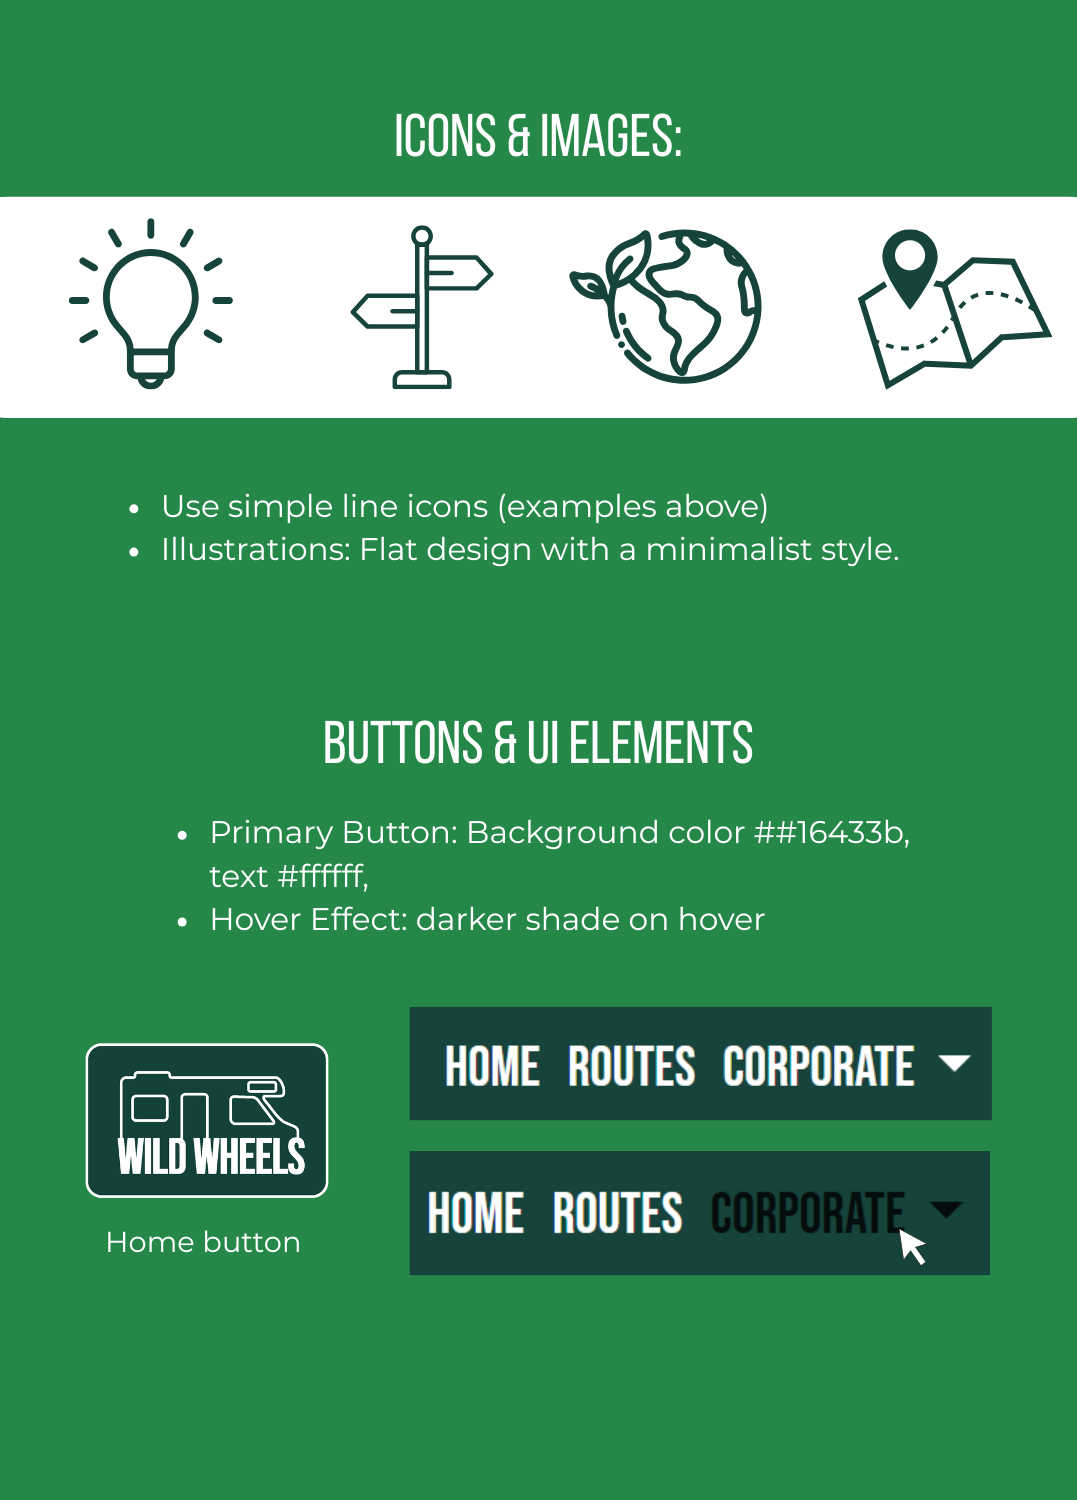 ICONS & IMAGES:
• Use simple line icons (examples above)
• Illustrations: Flat design with a minimalist style.
BUTTONS & UI ELEMENTS
• Primary Button: Background color ##16433b,
text #ffffff,
• Hover Effect: darker shade on hover
HOME ROUTES CORPORATE
WILD WHEELS
HOME ROUTES CORPORATE
Home button